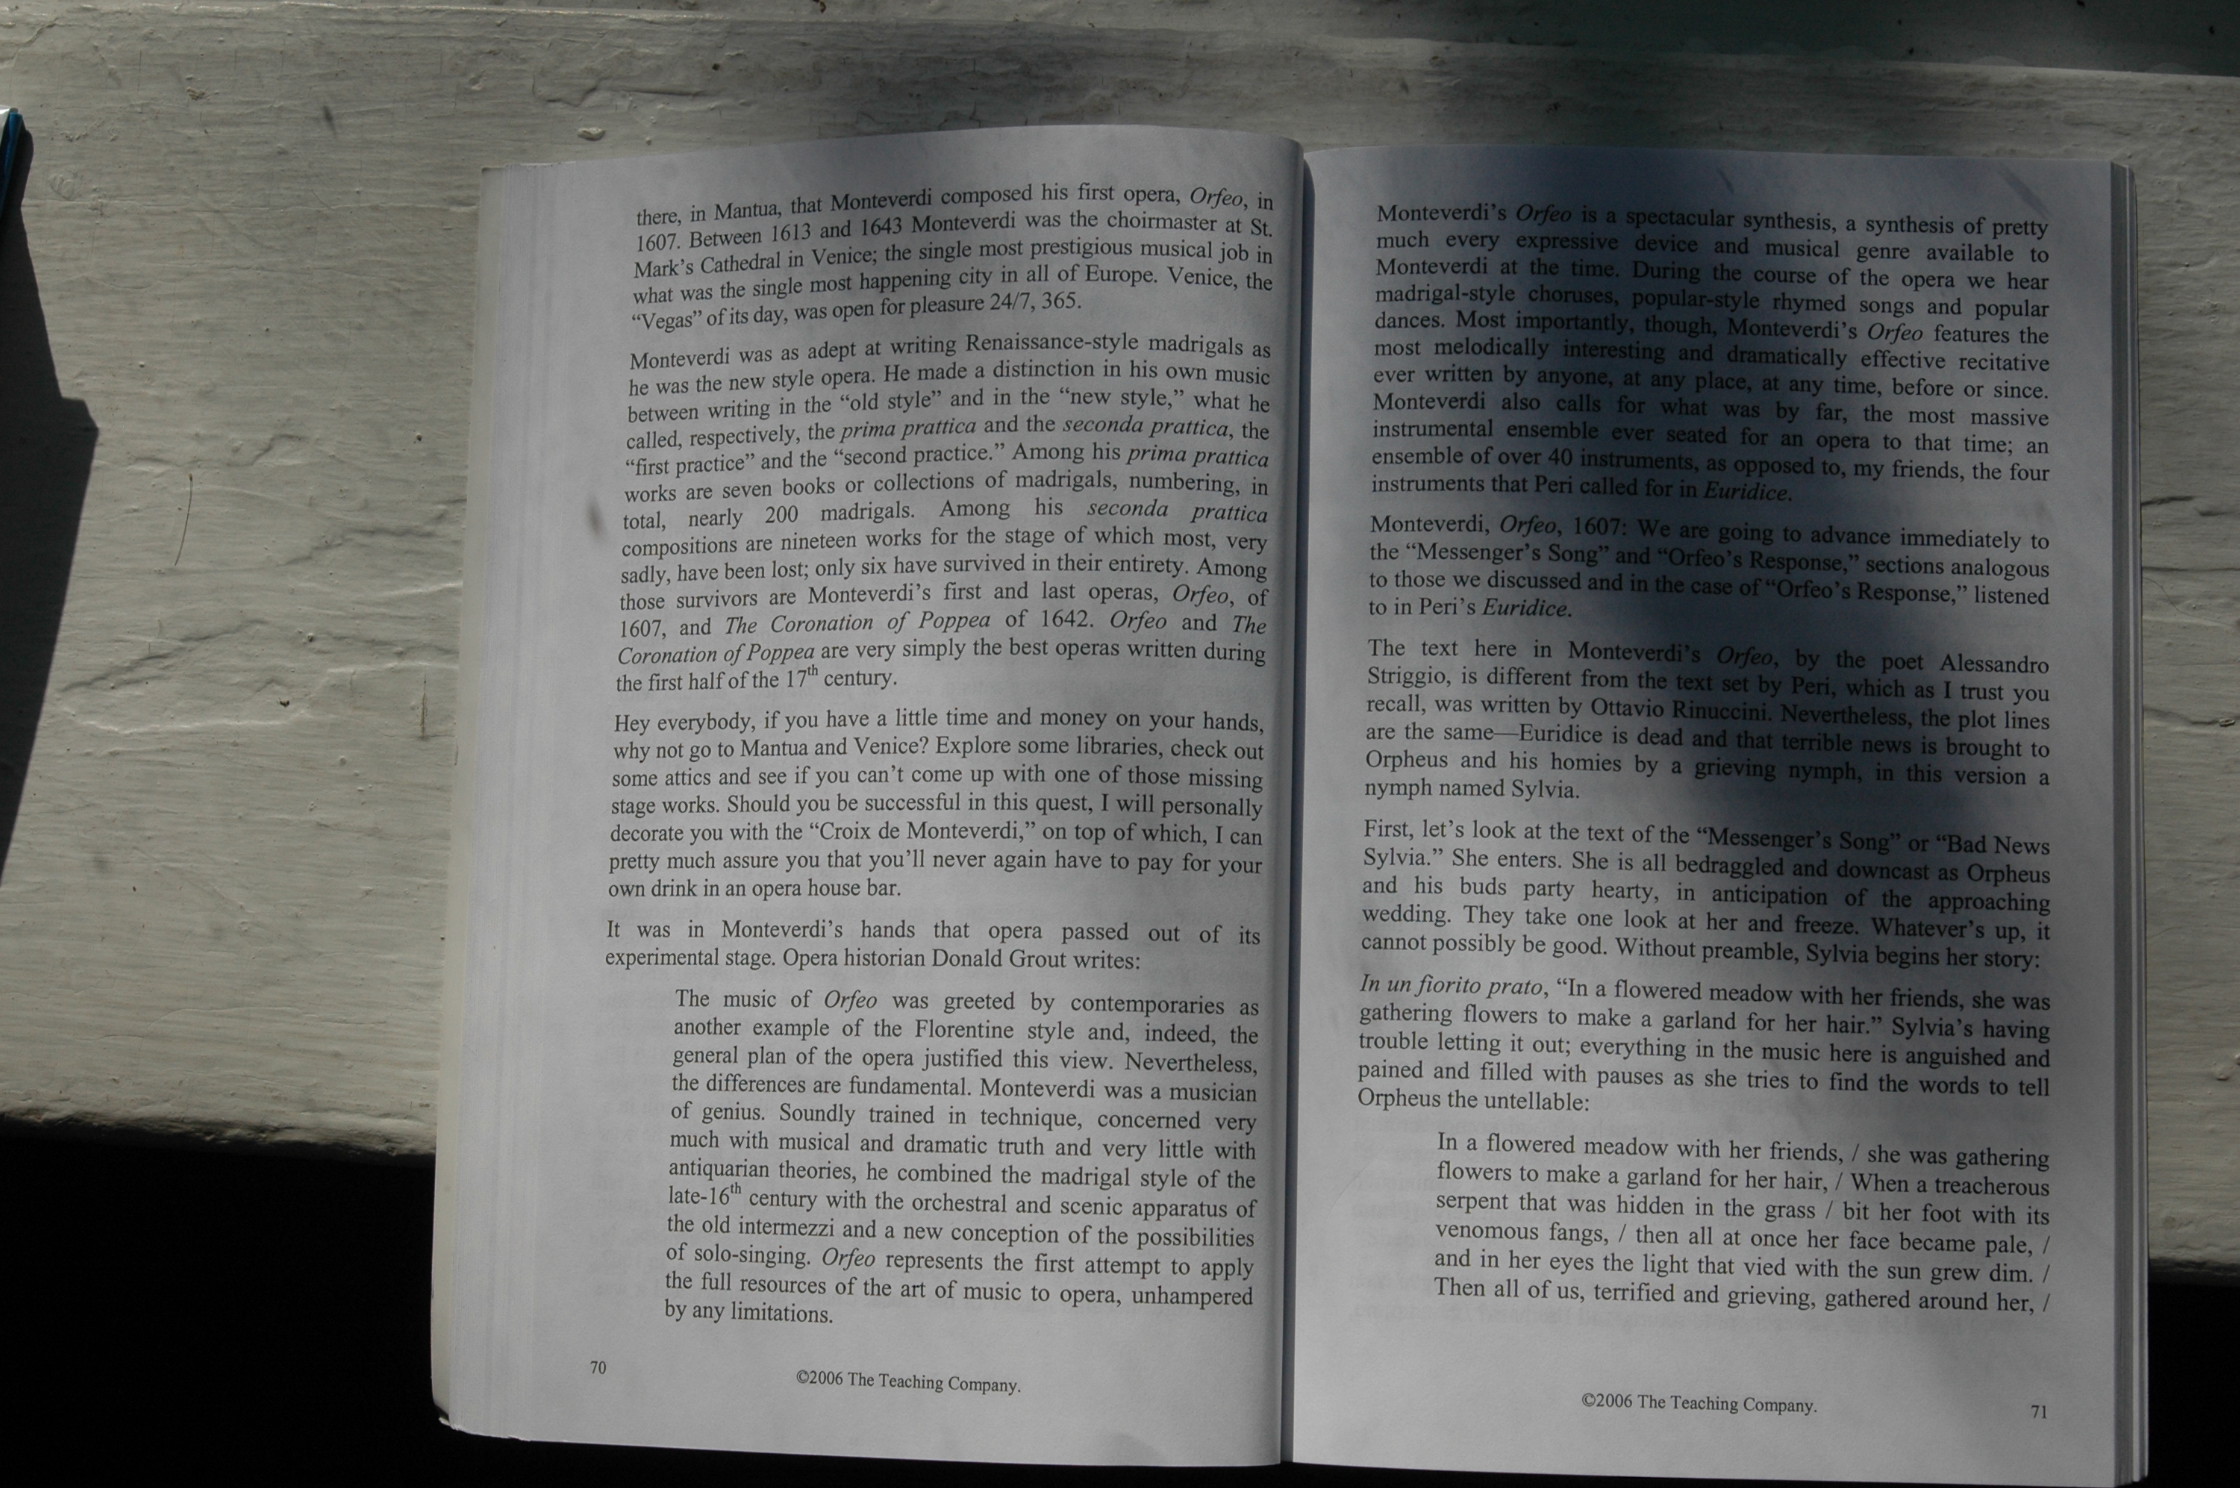 there, in Mantua, that Monteverdi composed his first opera, Orfeo, in
1607. Between 1613 and 1643 Monteverdi was the choirmaster at St.
Mark's Cathedral in Venice; the single most prestigious musical job in
what was the single most happening city in all of Europe. Venice, the
“Vegas” of its day, was open for pleasure 24/7, 365.
Monteverdi was as adept at writing Renaissance-style madrigals as
he was the new style opera. He made a distinction in his own music
between writing in the “old style” and in the “new style,” what he
called, respectively, the prima prattica and the seconda prattica, the
“first practice” and the “second practice.” Among his prima prattica
works are seven books or collections of madrigals, numbering, in
total, nearly 200 madrigals. Among his seconda prattica
compositions are nineteen works for the stage of which most, very
sadly, have been lost; only six have survived in their entirety. Among
those survivors are Monteverdi's first and last operas, Orfeo, of
1607, and The Coronation of Poppea of 1642. Orfeo and The
Coronation of Poppea are very simply the best operas written during
the first half of the 17th century.
Hey everybody, if you have a little time and money on your hands,
why not go to Mantua and Venice? Explore some libraries, check out
some attics and see if you can't come up with one of those missing
stage works. Should you be successful in this quest, I will personally
decorate you with the “Croix de Monteverdi,” on top of which, I can
pretty much assure you that you'll never again have to pay for your
own drink in an opera house bar.
It was in Monteverdi's hands that opera passed out of its
experimental stage. Opera historian Donald Grout writes:
The music of Orfeo was greeted by contemporaries as
another example of the Florentine style and, indeed, the
general plan of the opera justified this view. Nevertheless,
the differences are fundamental. Monteverdi was a musician
of genius. Soundly trained in technique, concerned very
much with musical and dramatic truth and very little with
antiquarian theories, he combined the madrigal style of the
late-16th century with the orchestral and scenic apparatus of
the old intermezzi and a new conception of the possibilities
of solo-singing. Orfeo represents the first attempt to apply
the full resources of the art of music to opera, unhampered
by any limitations.
70
©2006 The Teaching Company.
Monteverdi's Orfeo is a spectacular synthesis, a synthesis of pretty
much every expressive device and musical genre available to
Monteverdi at the time. During the course of the opera we hear
madrigal-style choruses, popular-style rhymed songs and popular
dances. Most importantly, though, Monteverdi's Orfeo features the
most melodically interesting and dramatically effective recitative
ever written by anyone, at any place, at any time, before or since.
Monteverdi also calls for what was by far, the most massive
instrumental ensemble ever seated for an opera to that time; an
ensemble of over 40 instruments, as opposed to, my friends, the four
instruments that Peri called for in Euridice.
Monteverdi, Orfeo, 1607: We are going to advance immediately to
the “Messenger's Song” and “Orfeo's Response,” sections analogous
to those we discussed and in the case of “Orfeo's Response,” listened
to in Peri's Euridice.
The text here in Monteverdi's Orfeo, by the poet Alessandro
Striggio, is different from the text set by Peri, which as I trust you
recall, was written by Ottavio Rinuccini. Nevertheless, the plot lines
are the same—Euridice is dead and that terrible news is brought to
Orpheus and his homies by a grieving nymph, in this version a
nymph named Sylvia.
First, let's look at the text of the “Messenger's Song” or “Bad News
Sylvia.” She enters. She is all bedraggled and downcast as Orpheus
and his buds party hearty, in anticipation of the approaching
wedding. They take one look at her and freeze. Whatever's up, it
cannot possibly be good. Without preamble, Sylvia begins her story:
In un fiorito prato, “In a flowered meadow with her friends, she was
gathering flowers to make a garland for her hair.” Sylvia's having
trouble letting it out; everything in the music here is anguished and
pained and filled with pauses as she tries to find the words to tell
Orpheus the untellable:
In a flowered meadow with her friends, / she was gathering
flowers to make a garland for her hair, / When a treacherous
serpent that was hidden in the grass / bit her foot with its
venomous fangs, / then all at once her face became pale, /
and in her eyes the light that vied with the sun grew dim. /
Then all of us, terrified and grieving, gathered around her, /
©2006 The Teaching Company.
71